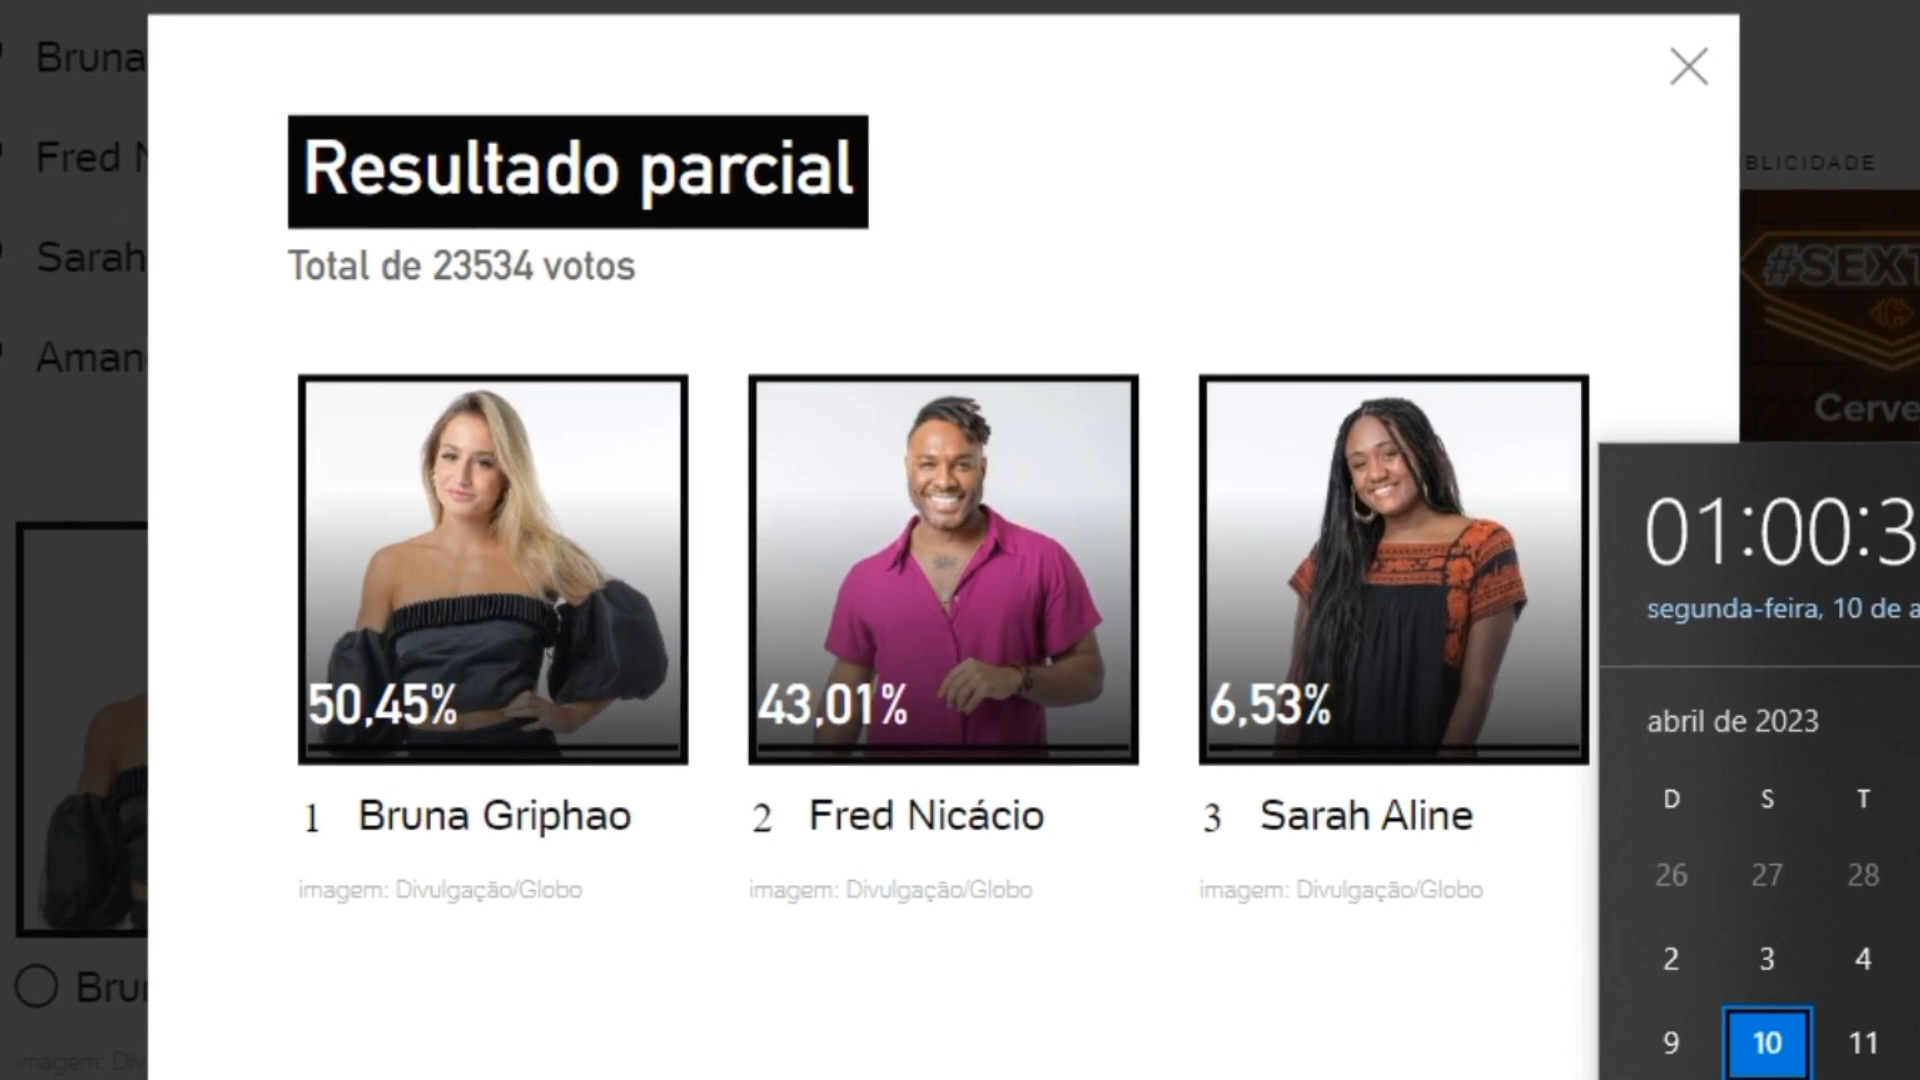 Bruna
Fred N
Sarah
Aman
Resultado parcial
Total de 23534 votos
BLICIDADE
#SEXT
Cerve
50,45%
43,01%
6,53%
1 Bruna Griphao
2 Fred Nicácio
3 Sarah Aline
imagem: Divulgação/Globo
imagem: Divulgação/Globo
imagem: Divulgação/Globo
Bru
imagem: Div
01:00:3
segunda-feira, 10 de a
abril de 2023
D S T
26 27 28
2 3 4
9 10 11